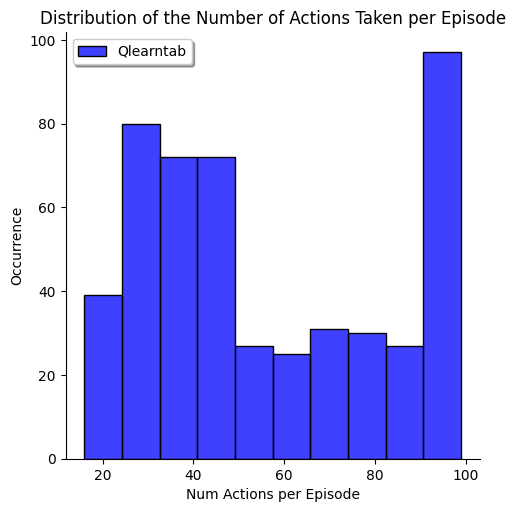 Distribution of the Number of Actions Taken per Episode
Qlearntab
100
80
60
40
20
0
Occurrence
20 40 60 80 100
Num Actions per Episode